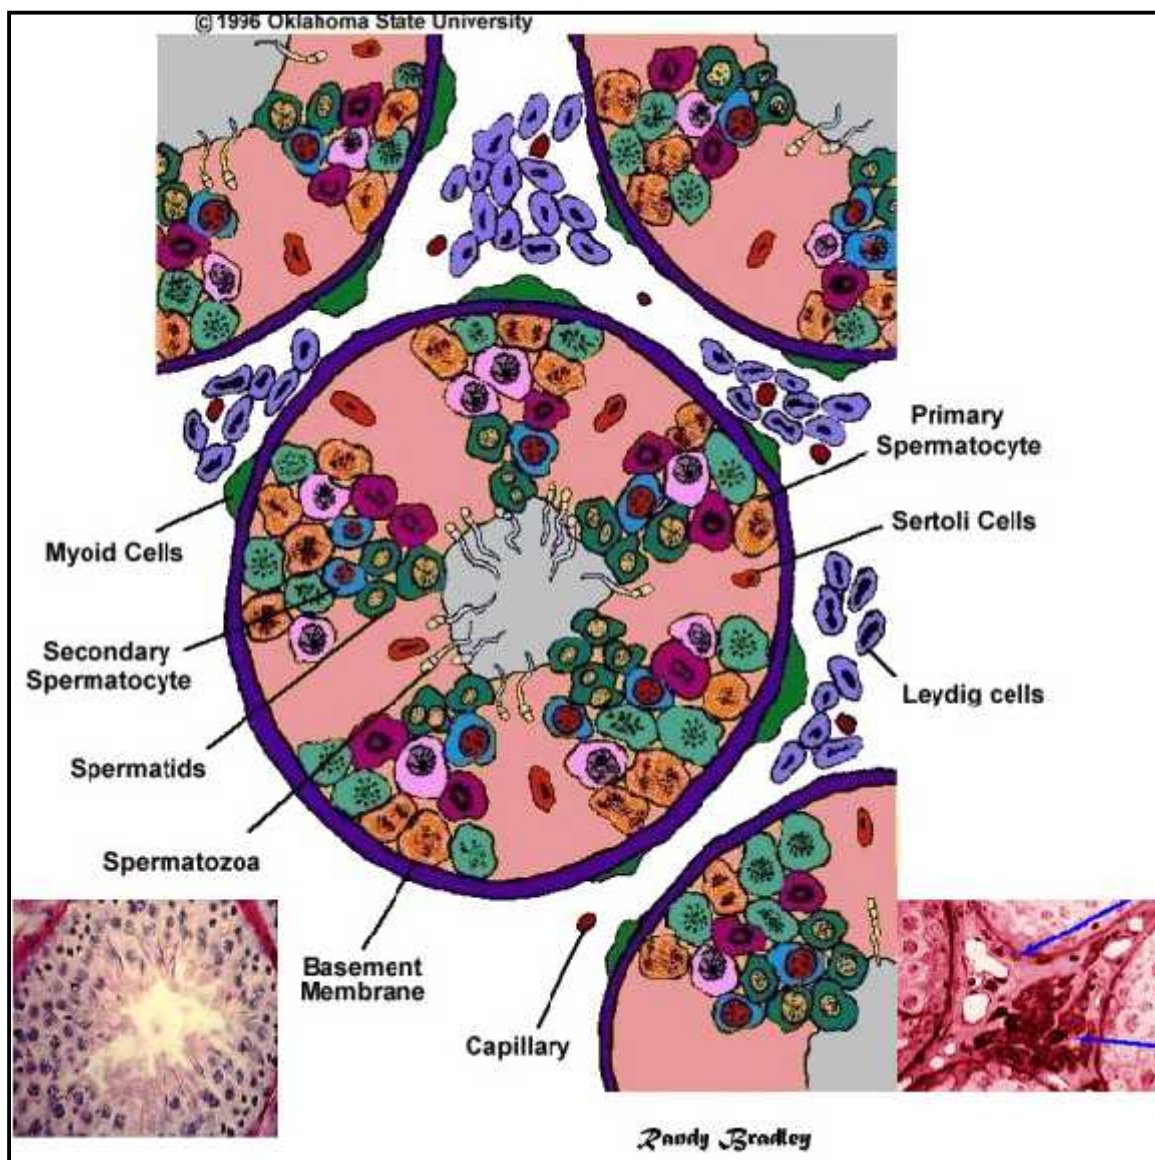 © 1996 Oklahoma State University
Primary
Spermatocyte
Sertoli Cells
Myoid Cells
Secondary
Spermatocyte
Leydig cells
Spermatids
Spermatozoa
Basement
Membrane
Capillary
Randy Bradley